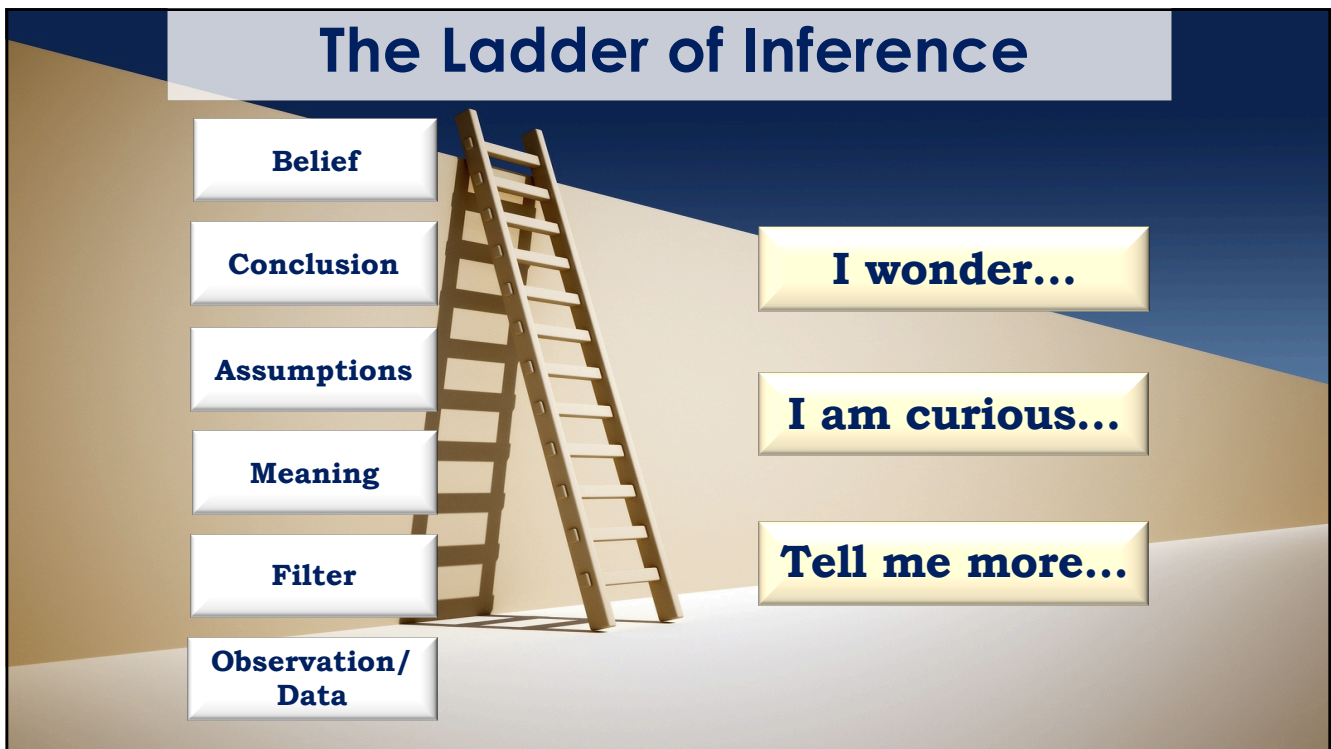 The Ladder of Inference
Belief
Conclusion
Assumptions
Meaning
Filter
Observation/
Data
I wonder...
I am curious...
Tell me more...